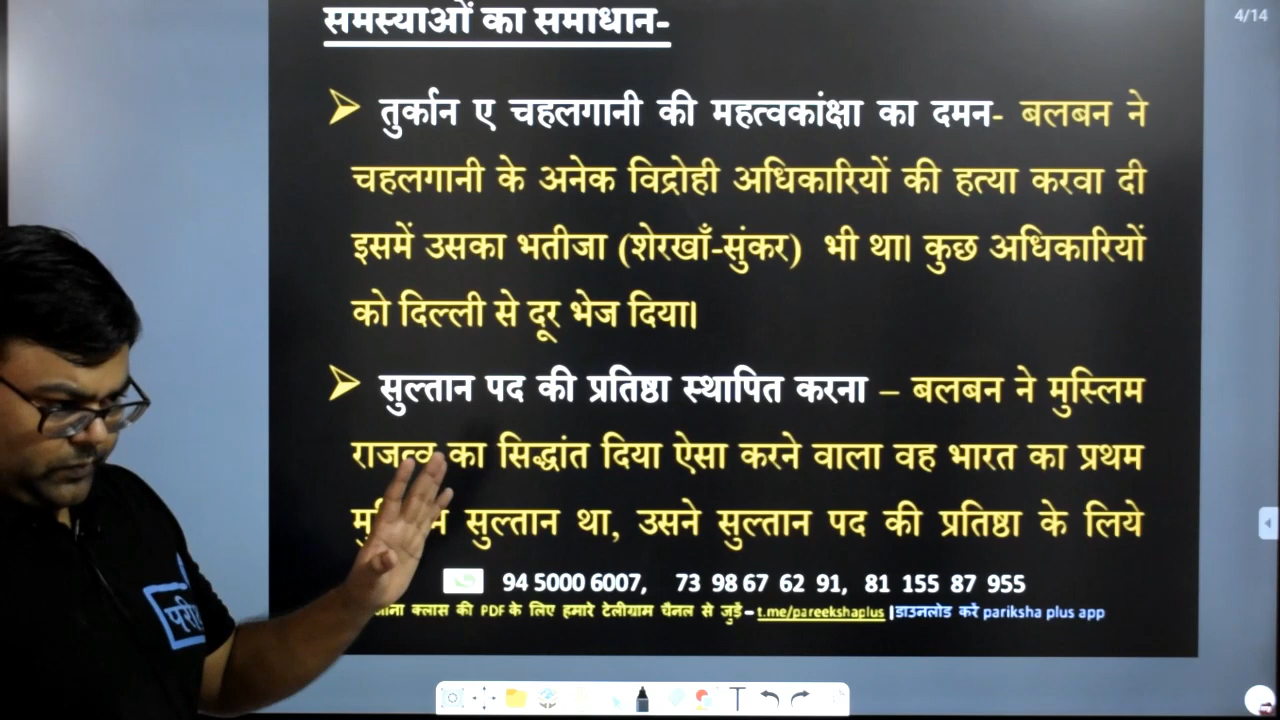 समस्याओं का समाधान-
4/14
तुर्कान ए चहलगानी की महत्वकांक्षा का दमन- बलबन ने
चहलगानी के अनेक विद्रोही अधिकारियों की हत्या करवा दी
इसमें उसका भतीजा (शेरखाँ-सुंकर) भी था। कुछ अधिकारियों
को दिल्ली से दूर भेज दिया।
सुल्तान पद की प्रतिष्ठा स्थापित करना – बलबन ने मुस्लिम
राजत्व का सिद्धांत दिया ऐसा करने वाला वह भारत का प्रथम
सुल्तान था, उसने सुल्तान पद की प्रतिष्ठा के लिये
94 5000 6007, 73 98 67 62 91, 81 155 87 955
क्लास की PDF के लिए हमारे टेलीग्राम चैनल से जुड़ें – t.me/pareekshaplus |डाउनलोड करें pariksha plus app